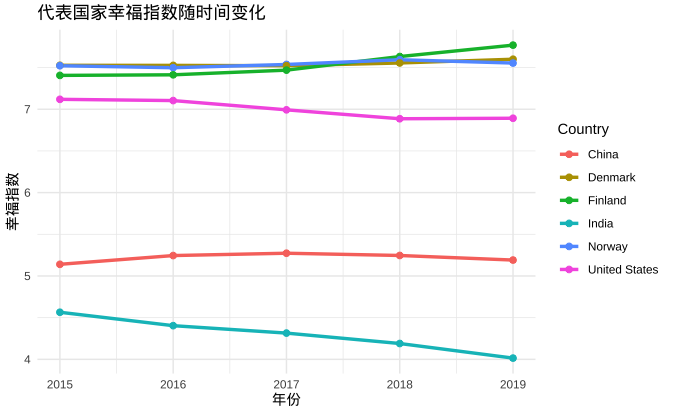 代表国家幸福指数随时间变化
幸福指数
7
6
5
4
2015 2016 2017 2018 2019
年份
Country
China
Denmark
Finland
India
Norway
United States